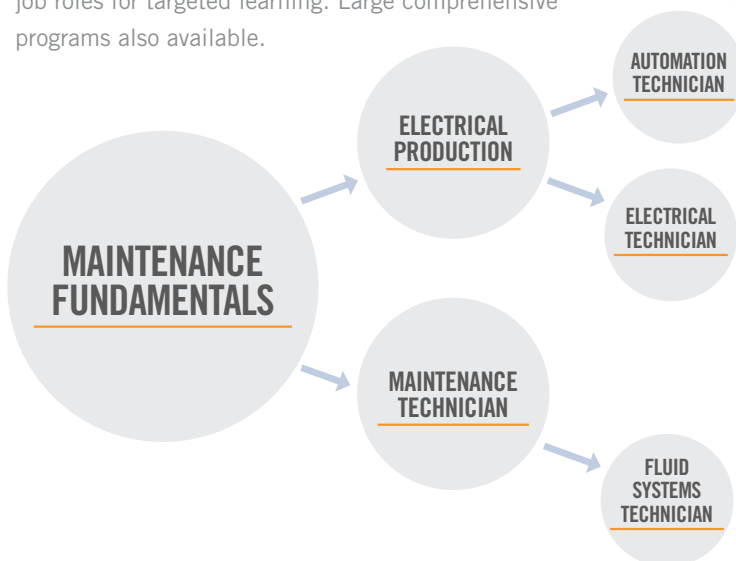 job roles for targeted learning. Large comprehensive
programs also available.
AUTOMATION
TECHNICIAN
ELECTRICAL
PRODUCTION
ELECTRICAL
TECHNICIAN
MAINTENANCE
FUNDAMENTALS
MAINTENANCE
TECHNICIAN
FLUID
SYSTEMS
TECHNICIAN